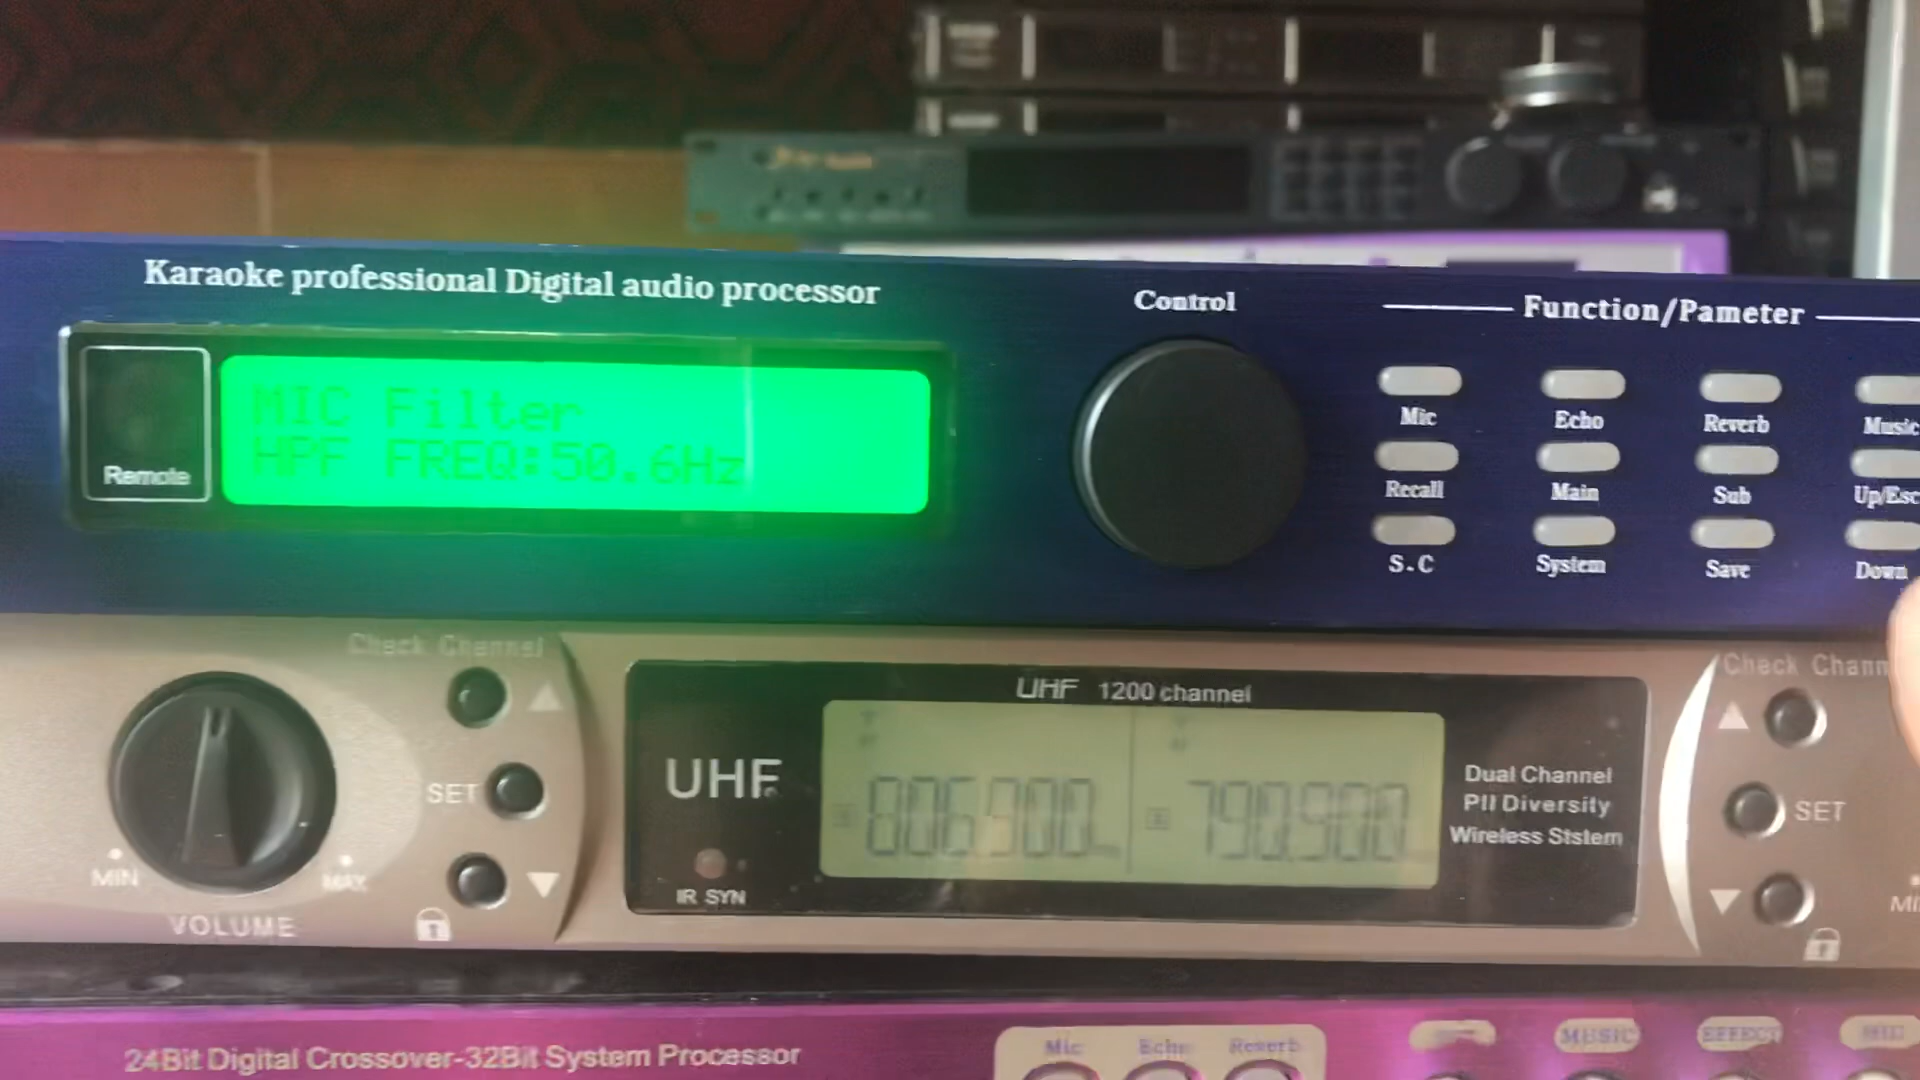 Karaoke professional Digital audio processor
Control
Function/Pameter
Remote
MIC Filter
HPF FREQ:50.6Hz
Mic
Echo
Reverb
Music
Recall
Main
Sub
Up/Esc
S.C
System
Save
Down
Check Channel
SET
MIN
MAX
VOLUME
UHF 1200 channel
UHF
IR SYN
806.900
790.900
Dual Channel
PII Diversity
Wireless Ststem
Check Chann
SET
MI
24Bit Digital Crossover-32Bit System Processor
Mic
Echo
Reverb
MUSIC
EFFECT